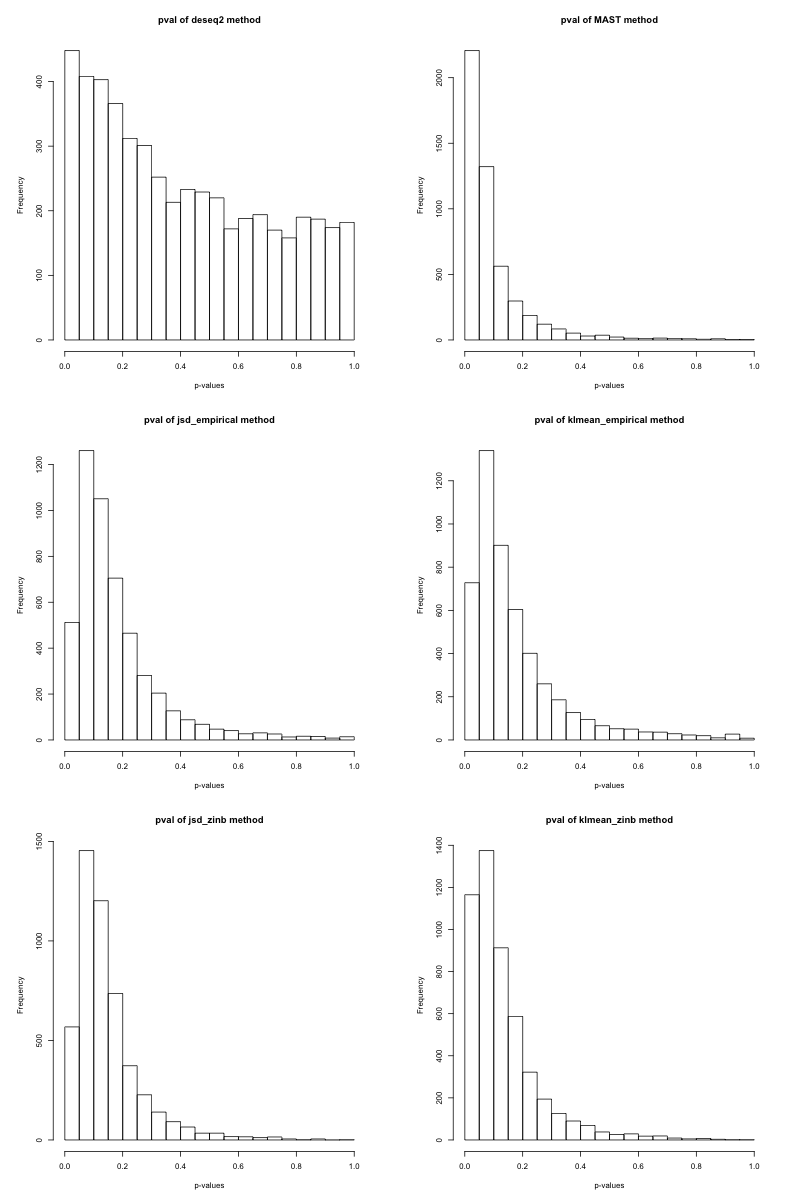 pval of deseq2 method
Frequency
0 100 200 300 400
0.0 0.2 0.4 0.6 0.8 1.0
p-values
pval of MAST method
Frequency
0 500 1000 1500 2000
0.0 0.2 0.4 0.6 0.8 1.0
p-values
pval of jsd_empirical method
Frequency
0 200 400 600 800 1000 1200
0.0 0.2 0.4 0.6 0.8 1.0
p-values
pval of klmean_empirical method
Frequency
0 200 400 600 800 1000 1200
0.0 0.2 0.4 0.6 0.8 1.0
p-values
pval of jsd_zinb method
Frequency
0 500 1000 1500
0.0 0.2 0.4 0.6 0.8 1.0
p-values
pval of klmean_zinb method
Frequency
0 200 400 600 800 1000 1200 1400
0.0 0.2 0.4 0.6 0.8 1.0
p-values